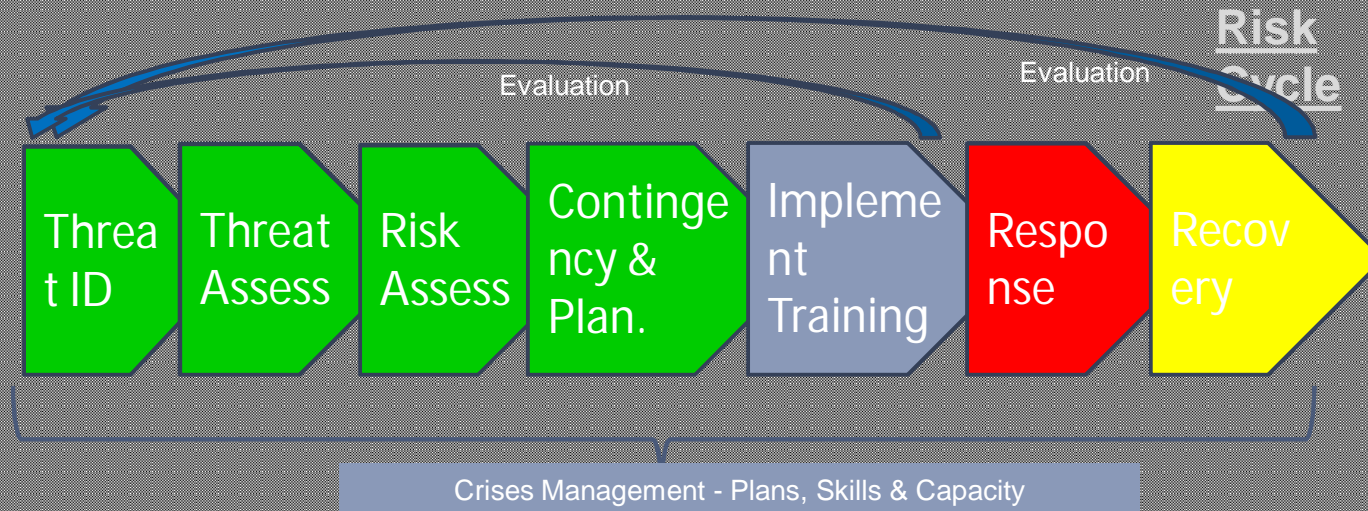 Risk
Cycle
Evaluation
Evaluation
Threa
t ID
Threat
Assess
Risk
Assess
Continge
ncy &
Plan.
Impleme
nt
Training
Respo
nse
Recov
ery
Crises Management - Plans, Skills & Capacity